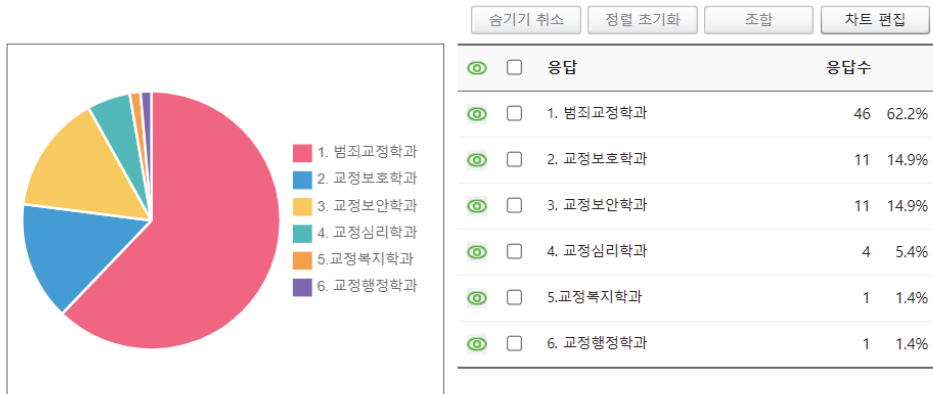 숨기기 취소 정렬 초기화 조합 차트 편집
1. 범죄교정학과
2. 교정보호학과
3. 교정보안학과
4. 교정심리학과
5.교정복지학과
6. 교정행정학과
응답 응답수
1. 범죄교정학과 46 62.2%
2. 교정보호학과 11 14.9%
3. 교정보안학과 11 14.9%
4. 교정심리학과 4 5.4%
5.교정복지학과 1 1.4%
6. 교정행정학과 1 1.4%